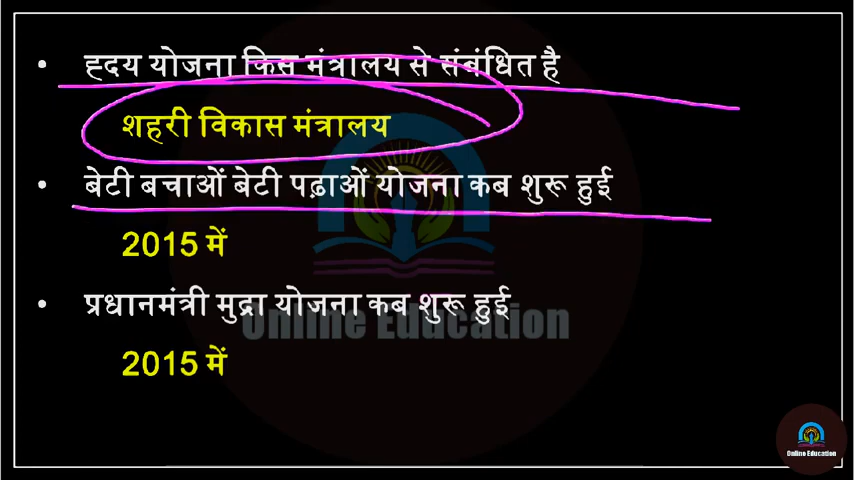 • ह्दय योजना किस मंत्रालय से संबंधित है
शहरी विकास मंत्रालय
• बेटी बचाओं बेटी पढ़ाओं योजना कब शुरू हुई
2015 में
• प्रधानमंत्री मुद्रा योजना कब शुरू हुई
Online Education
2015 में
Online Education